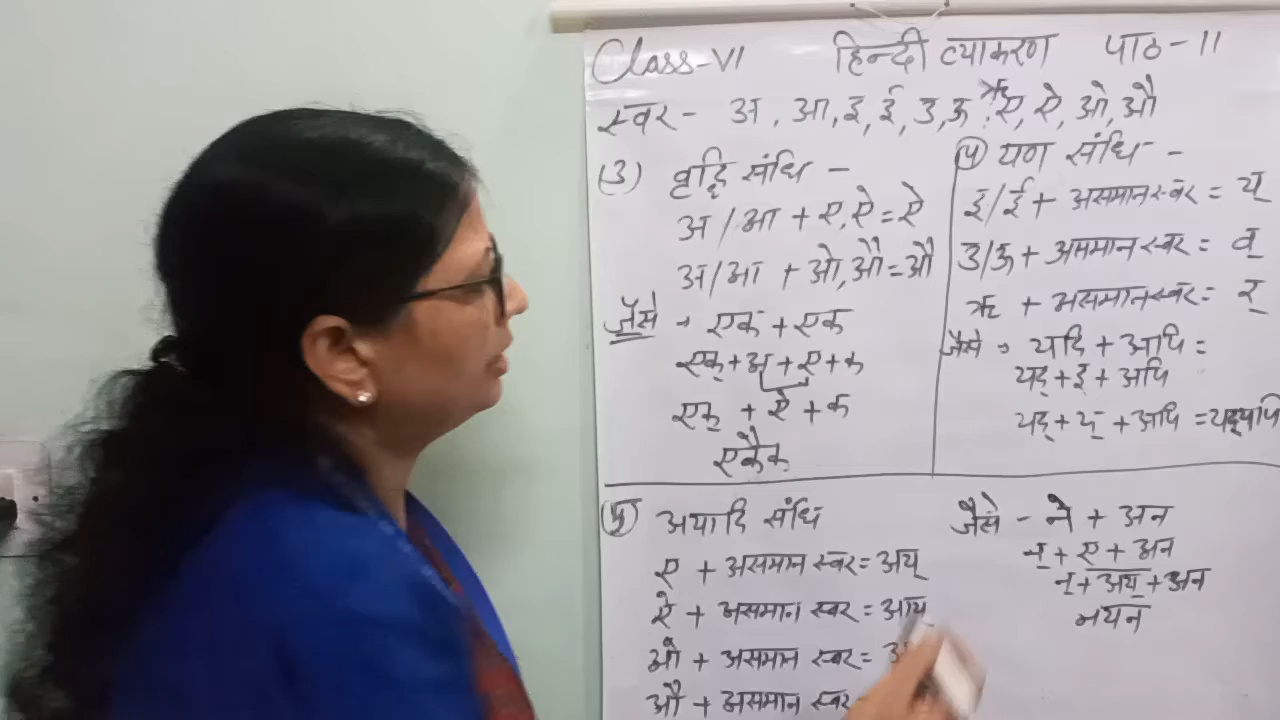 Class-VI हिन्दी व्याकरण पाठ-11
स्वर - अ, आ, इ, ई, उ, ऊ, ऋ, ए, ऐ, ओ, औ
(3) वृद्धि संधि -
अ/आ + ए, ऐ = ऐ
अ/आ + ओ, औ = औ
जैसे → एक + एक
एक् + अ + ए + क
एक् + ऐ + क
एकैक
(4) यण संधि -
इ/ई + असमान स्वर = य्
उ/ऊ + असमान स्वर = व्
ऋ + असमान स्वर = र्
जैसे → यदि + अपि =
यद् + इ + अपि
यद् + य् + अपि = यद्यपि
(5) अयादि संधि
ए + असमान स्वर = अय्
ऐ + असमान स्वर = आय्
ओ + असमान स्वर =
औ + असमान स्वर
जैसे - ने + अन
न् + ए + अन
न् + अय् + अन
नयन